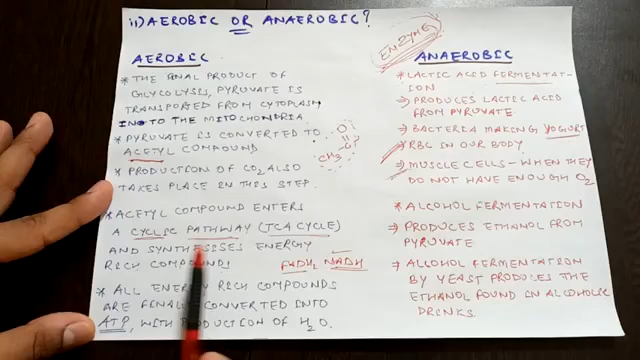 ii) AEROBIC OR ANAEROBIC?
ENZYME
AEROBIC
* THE FINAL PRODUCT OF
GLYCOLYSIS, PYRUVATE IS
TRANSPORTED FROM CYTOPLASM
INTO THE MITOCHONDRIA.
* PYRUVATE IS CONVERTED TO
ACETYL COMPOUND
* PRODUCTION OF CO2 ALSO
TAKES PLACE IN THIS STEP.
* ACETYL COMPOUND ENTERS
A CYCLIC PATHWAY (TCA CYCLE)
AND SYNTHESISES ENERGY
RICH COMPOUNDS
FADH2 NADH
* ALL ENERGY RICH COMPOUNDS
ARE FINALLY CONVERTED INTO
ATP, WITH PRODUCTION OF H2O.
O
CH3 C
ANAEROBIC
* LACTIC ACID FERMENTAT-
ION
⇒ PRODUCES LACTIC ACID
FROM PYRUVATE
⇒ BACTERIA MAKING YOGURT
⇒ RBC IN OUR BODY
⇒ MUSCLE CELLS - WHEN THEY
DO NOT HAVE ENOUGH O2
* ALCOHOL FERMENTATION
⇒ PRODUCES ETHANOL FROM
PYRUVATE
⇒ ALCOHOL FERMENTATION
BY YEAST PRODUCES THE
ETHANOL FOUND IN ALCOHOLIC
DRINKS.